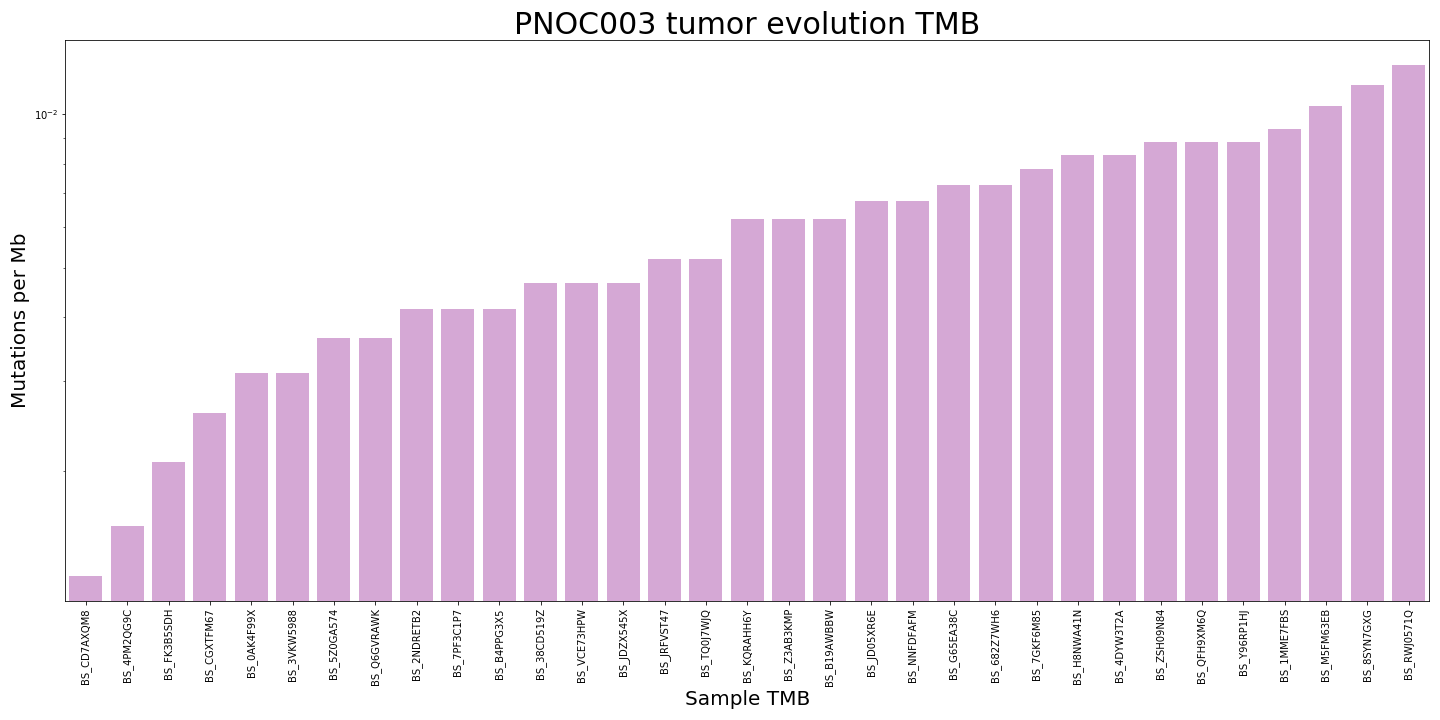 PNOC003 tumor evolution TMB
Mutations per Mb
10⁻²
BS_CD7AXQM8
BS_4PM2QG9C
BS_FK3B5SDH
BS_CGXTFM67
BS_0AK4F99X
BS_3VKW5988
BS_5Z0GA574
BS_Q6GVRAWK
BS_2NDRETB2
BS_7PF3C1P7
BS_B4PPG3X5
BS_38CD519Z
BS_VCE73HPW
BS_JDZX545X
BS_JRFVST47
BS_TQ0J7WJQ
BS_KQRAHH6Y
BS_Z3AB3KMP
BS_B19AWBBW
BS_JD05XR6E
BS_NNFDFAFM
BS_G65EA38C
BS_682Z7WH6
BS_7GKF6M85
BS_H8NWA41N
BS_4DYW3T2A
BS_ZSH09N84
BS_QFH9XM6Q
BS_Y96RP1HJ
BS_1MME7FBS
BS_M5FM63EB
BS_8SYN7GXG
BS_RWJ0571Q
Sample TMB